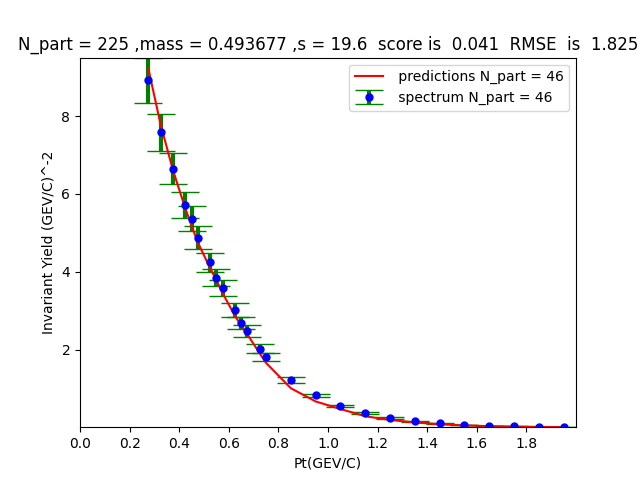 N_part = 225 ,mass = 0.493677 ,s = 19.6  score is  0.041  RMSE  is  1.825
predictions N_part = 46
spectrum N_part = 46
Invariant Yield (GEV/C)^-2
8
6
4
2
0.0 0.2 0.4 0.6 0.8 1.0 1.2 1.4 1.6 1.8
Pt(GEV/C)